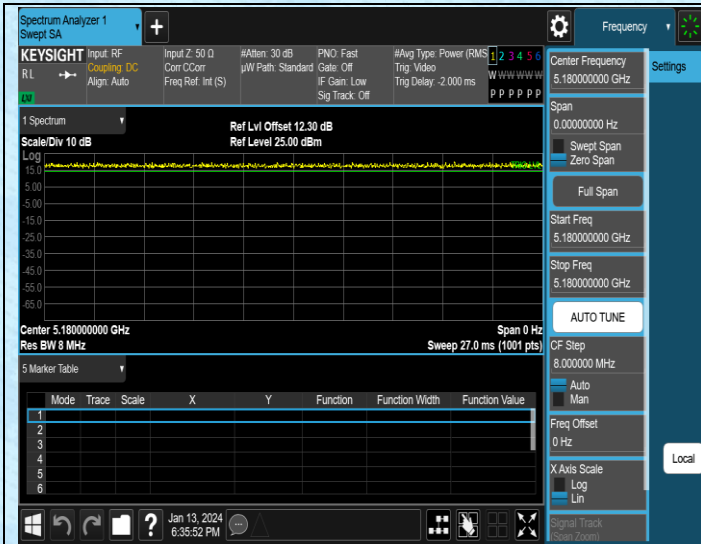 Spectrum Analyzer 1
Swept SA
Frequency
KEYSIGHT
Input: RF
Input Z: 50 Ω
#Atten: 30 dB
PNO: Fast
#Avg Type: Power (RMS
1 2 3 4 5 6
RL
Coupling: DC
Corr CCorr
µW Path: Standard
Gate: Off
Trig: Video
W W W W W W
Align: Auto
Freq Ref: Int (S)
IF Gain: Low
Trig Delay: -2.000 ms
Sig Track: Off
P P P P P P
LXI
Center Frequency
5.180000000 GHz
Settings
Span
0.00000000 Hz
Swept Span
Zero Span
Full Span
Start Freq
5.180000000 GHz
Stop Freq
5.180000000 GHz
AUTO TUNE
CF Step
8.000000 MHz
Auto
Man
Freq Offset
0 Hz
X Axis Scale
Log
Lin
Signal Track
(Span Zoom)
Local
1 Spectrum
Ref Lvl Offset 12.30 dB
Scale/Div 10 dB
Ref Level 25.00 dBm
Log
15.0
5.00
-5.00
-15.0
-25.0
-35.0
-45.0
-55.0
-65.0
Center 5.180000000 GHz
Span 0 Hz
Res BW 8 MHz
Sweep 27.0 ms (1001 pts)
5 Marker Table
Mode Trace Scale X Y Function Function Width Function Value
1
2
3
4
5
6
?
Jan 13, 2024
6:35:52 PM